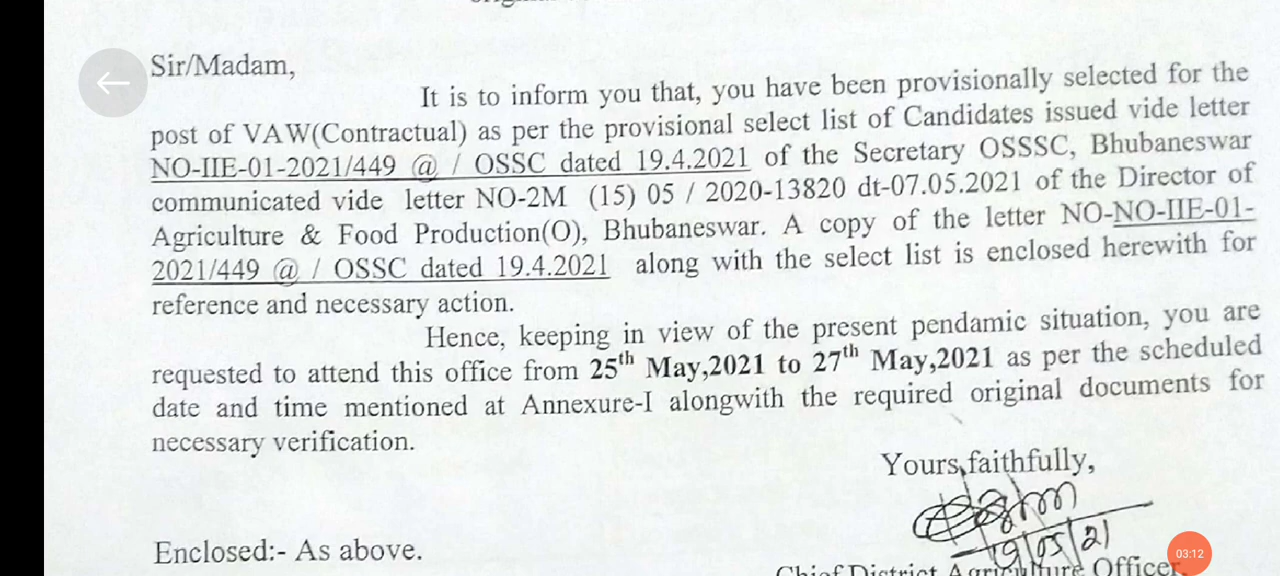 Sir/Madam,
It is to inform you that, you have been provisionally selected for the
post of VAW(Contractual) as per the provisional select list of Candidates issued vide letter
NO-IIE-01-2021/449 @ / OSSC dated 19.4.2021 of the Secretary OSSSC, Bhubaneswar
communicated vide letter NO-2M (15) 05 / 2020-13820 dt-07.05.2021 of the Director of
Agriculture & Food Production(O), Bhubaneswar. A copy of the letter NO-NO-IIE-01-
2021/449 @ / OSSC dated 19.4.2021 along with the select list is enclosed herewith for
reference and necessary action.
Hence, keeping in view of the present pendamic situation, you are
requested to attend this office from 25th May,2021 to 27th May,2021 as per the scheduled
date and time mentioned at Annexure-I alongwith the required original documents for
necessary verification.
Yours faithfully,
19/05/21
Enclosed:- As above.
03:12
Chief District Agriculture Officer,